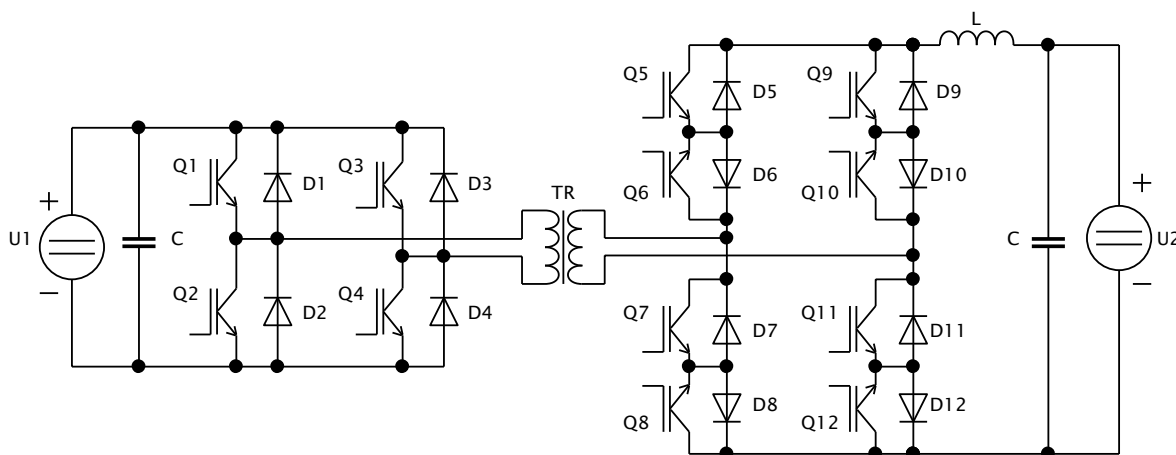 L
Q5
D5
Q9
D9
Q6
D6
Q10
D10
Q1
D1
Q3
D3
TR
+
+
U1
C
C
U2
−
−
Q2
D2
Q4
D4
Q7
D7
Q11
D11
Q8
D8
Q12
D12